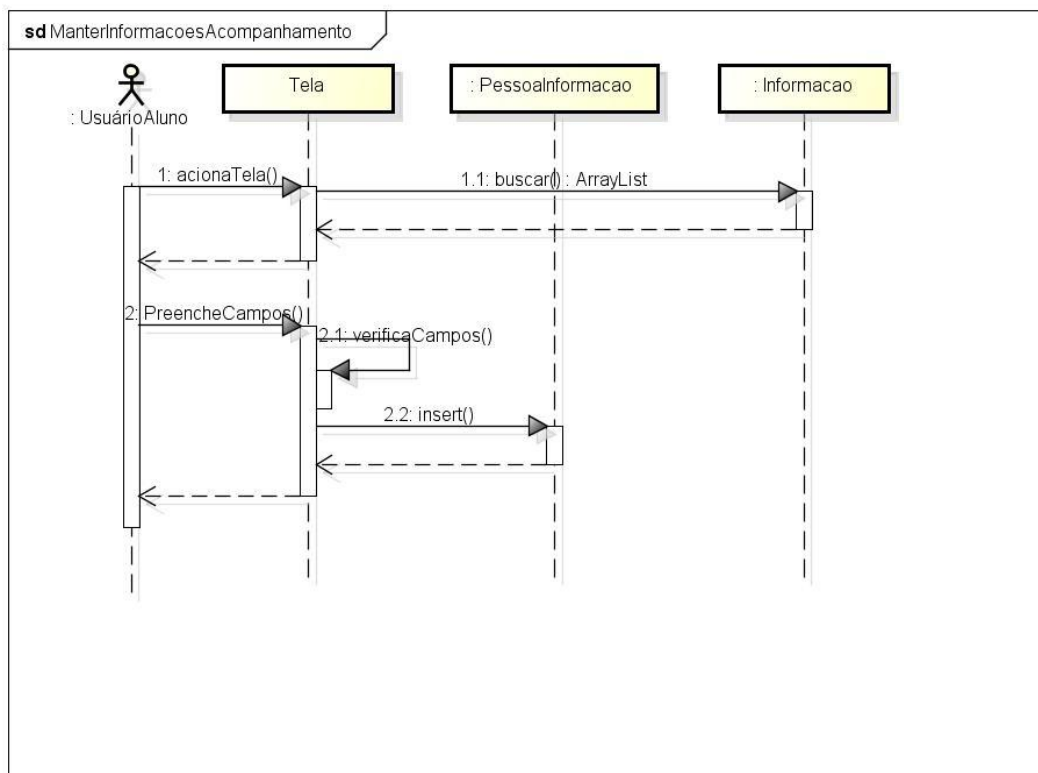 sd ManterInformacoesAcompanhamento
: UsuárioAluno
Tela
: PessoaInformacao
: Informacao
1: acionaTela()
1.1: buscar() : ArrayList
2: PreencheCampos()
2.1: verificaCampos()
2.2: insert()